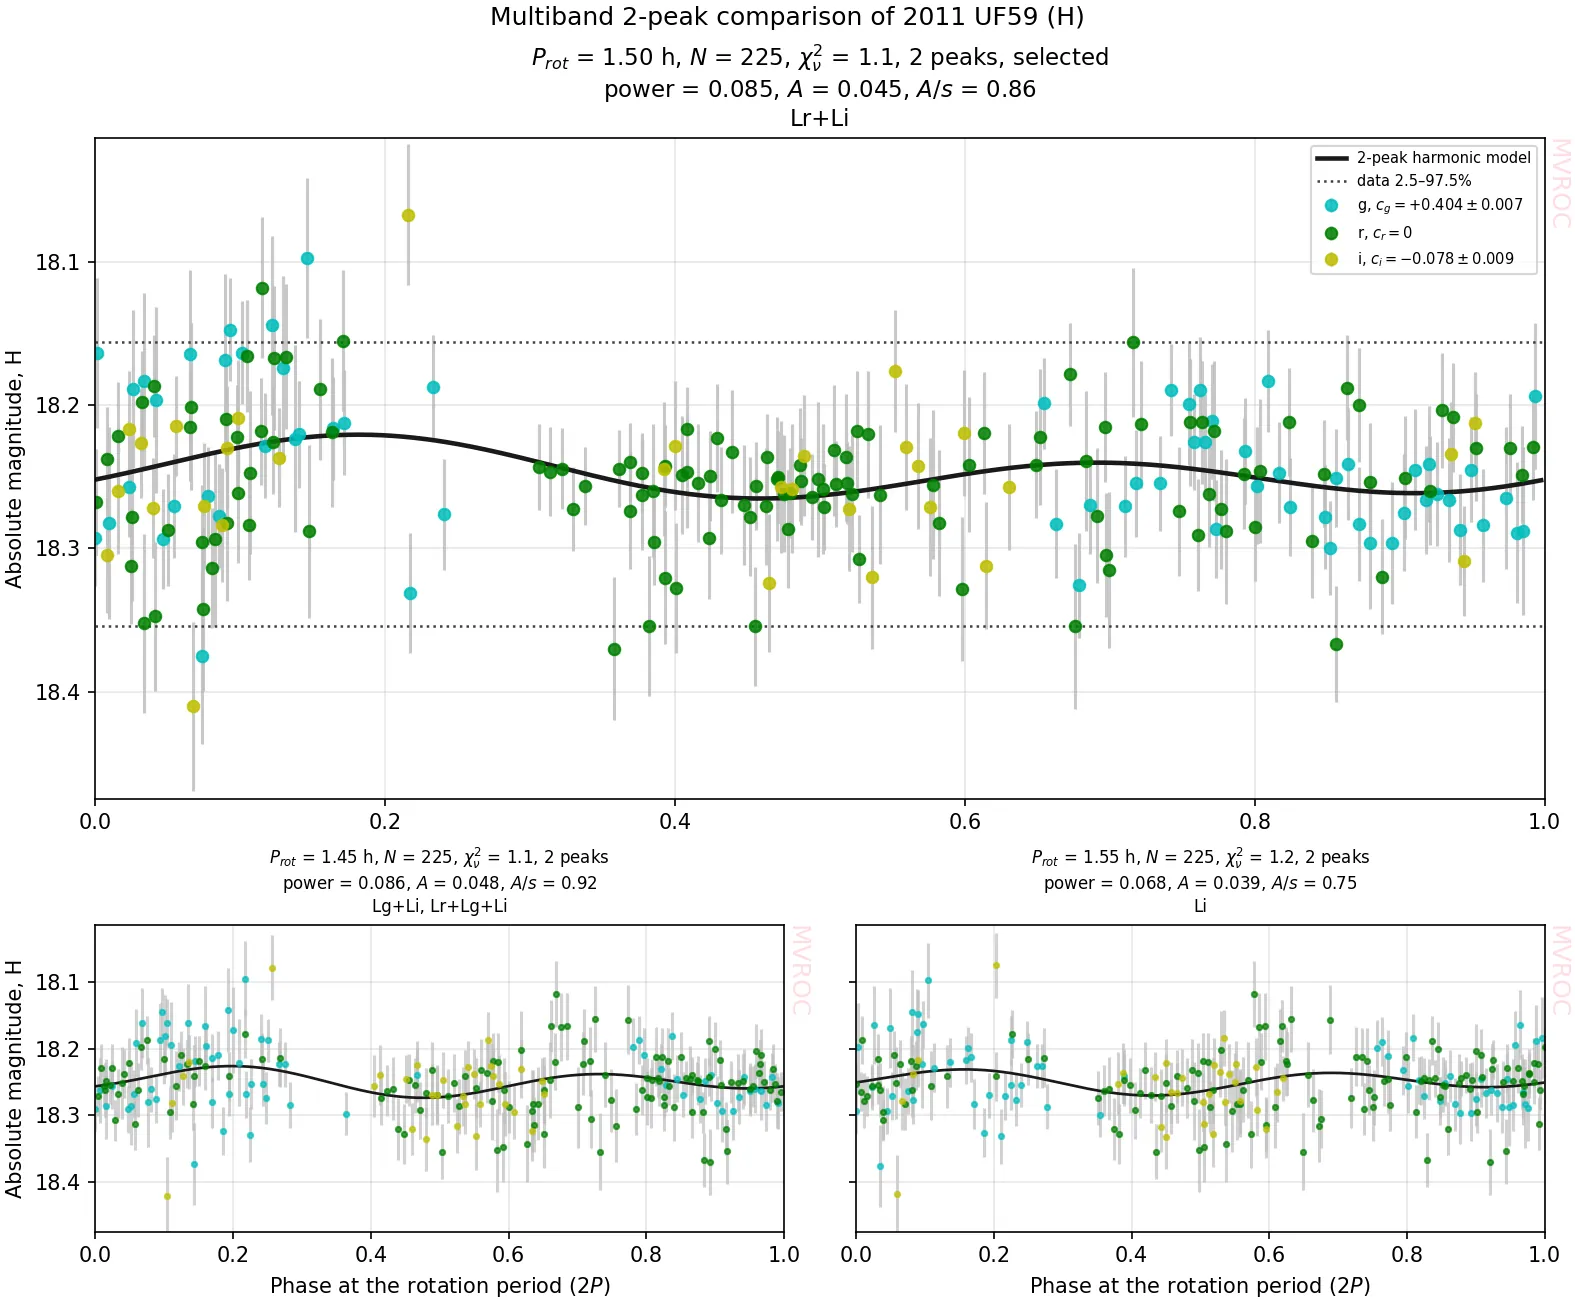 Multiband 2-peak comparison of 2011 UF59 (H)
P_rot = 1.50 h, N = 225, χ²_ν = 1.1, 2 peaks, selected
power = 0.085, A = 0.045, A/s = 0.86
Lr+Li
2-peak harmonic model
data 2.5–97.5%
g, c_g = +0.404 ± 0.007
r, c_r = 0
i, c_i = −0.078 ± 0.009
MVROC
Absolute magnitude, H
18.1
18.2
18.3
18.4
0.0 0.2 0.4 0.6 0.8 1.0
P_rot = 1.45 h, N = 225, χ²_ν = 1.1, 2 peaks
power = 0.086, A = 0.048, A/s = 0.92
Lg+Li, Lr+Lg+Li
MVROC
Absolute magnitude, H
18.1
18.2
18.3
18.4
0.0 0.2 0.4 0.6 0.8 1.0
Phase at the rotation period (2P)
P_rot = 1.55 h, N = 225, χ²_ν = 1.2, 2 peaks
power = 0.068, A = 0.039, A/s = 0.75
Li
MVROC
0.0 0.2 0.4 0.6 0.8 1.0
Phase at the rotation period (2P)